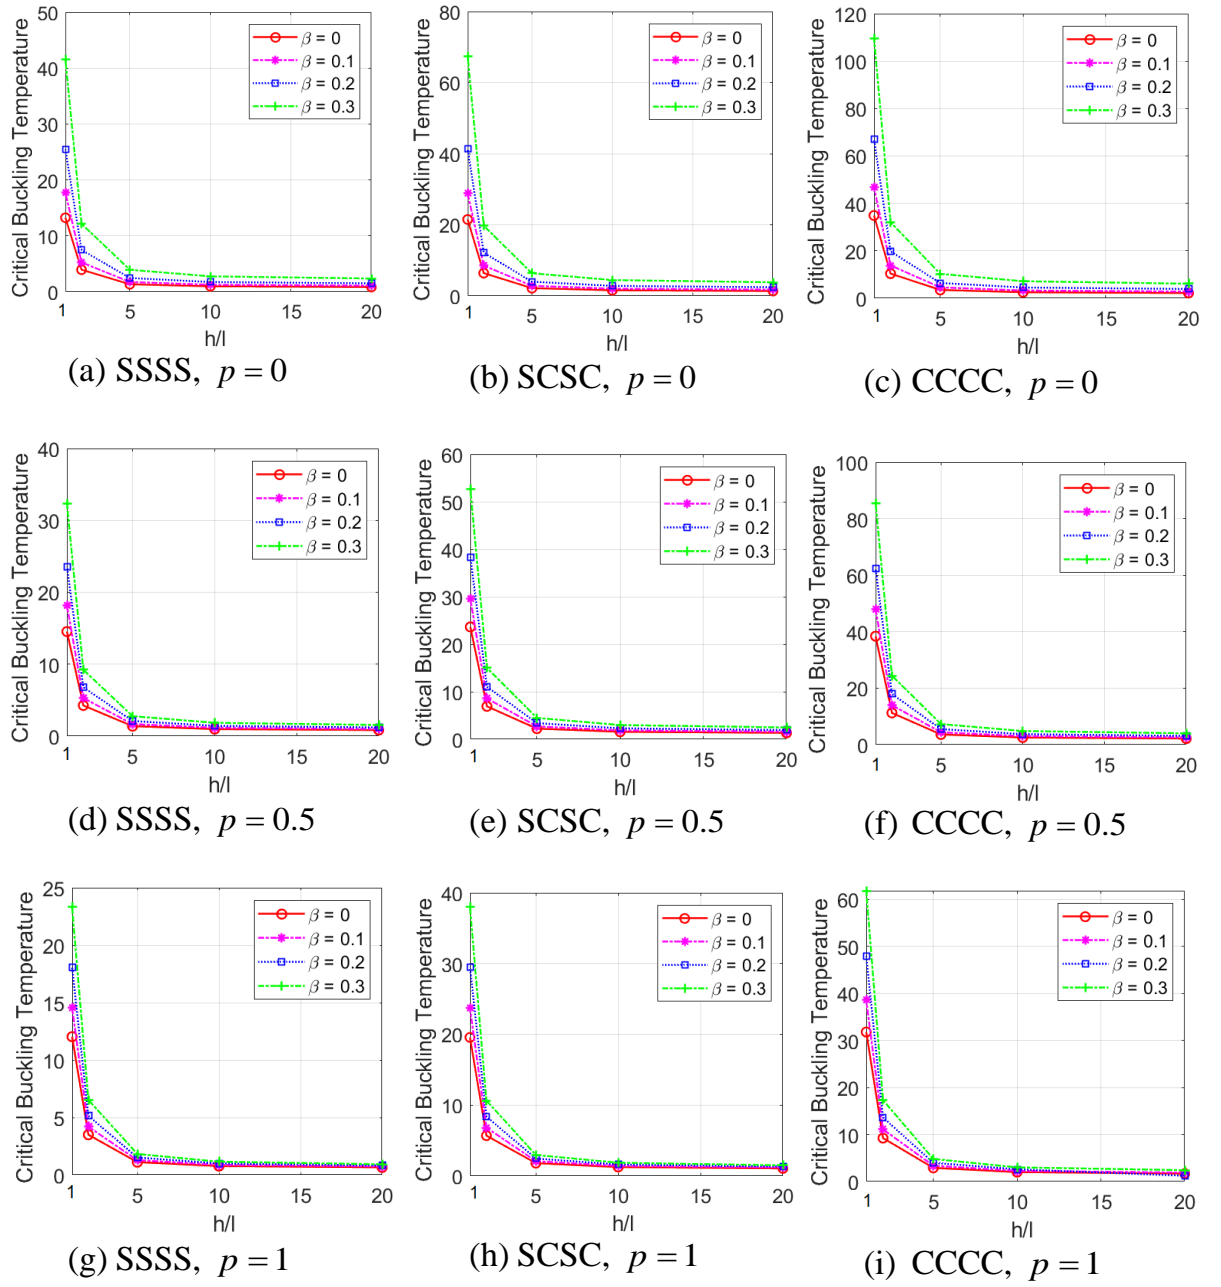 Critical Buckling Temperature
50
40
30
20
10
0
1
5
10
15
20
h/l
β = 0
β = 0.1
β = 0.2
β = 0.3
(a) SSSS, p = 0
Critical Buckling Temperature
80
60
40
20
0
1
5
10
15
20
h/l
β = 0
β = 0.1
β = 0.2
β = 0.3
(b) SCSC, p = 0
Critical Buckling Temperature
120
100
80
60
40
20
0
1
5
10
15
20
h/l
β = 0
β = 0.1
β = 0.2
β = 0.3
(c) CCCC, p = 0
Critical Buckling Temperature
40
30
20
10
0
1
5
10
15
20
h/l
β = 0
β = 0.1
β = 0.2
β = 0.3
(d) SSSS, p = 0.5
Critical Buckling Temperature
60
50
40
30
20
10
0
1
5
10
15
20
h/l
β = 0
β = 0.1
β = 0.2
β = 0.3
(e) SCSC, p = 0.5
Critical Buckling Temperature
100
80
60
40
20
0
1
5
10
15
20
h/l
β = 0
β = 0.1
β = 0.2
β = 0.3
(f) CCCC, p = 0.5
Critical Buckling Temperature
25
20
15
10
5
0
1
5
10
15
20
h/l
β = 0
β = 0.1
β = 0.2
β = 0.3
(g) SSSS, p = 1
Critical Buckling Temperature
40
30
20
10
0
1
5
10
15
20
h/l
β = 0
β = 0.1
β = 0.2
β = 0.3
(h) SCSC, p = 1
Critical Buckling Temperature
60
50
40
30
20
10
0
1
5
10
15
20
h/l
β = 0
β = 0.1
β = 0.2
β = 0.3
(i) CCCC, p = 1